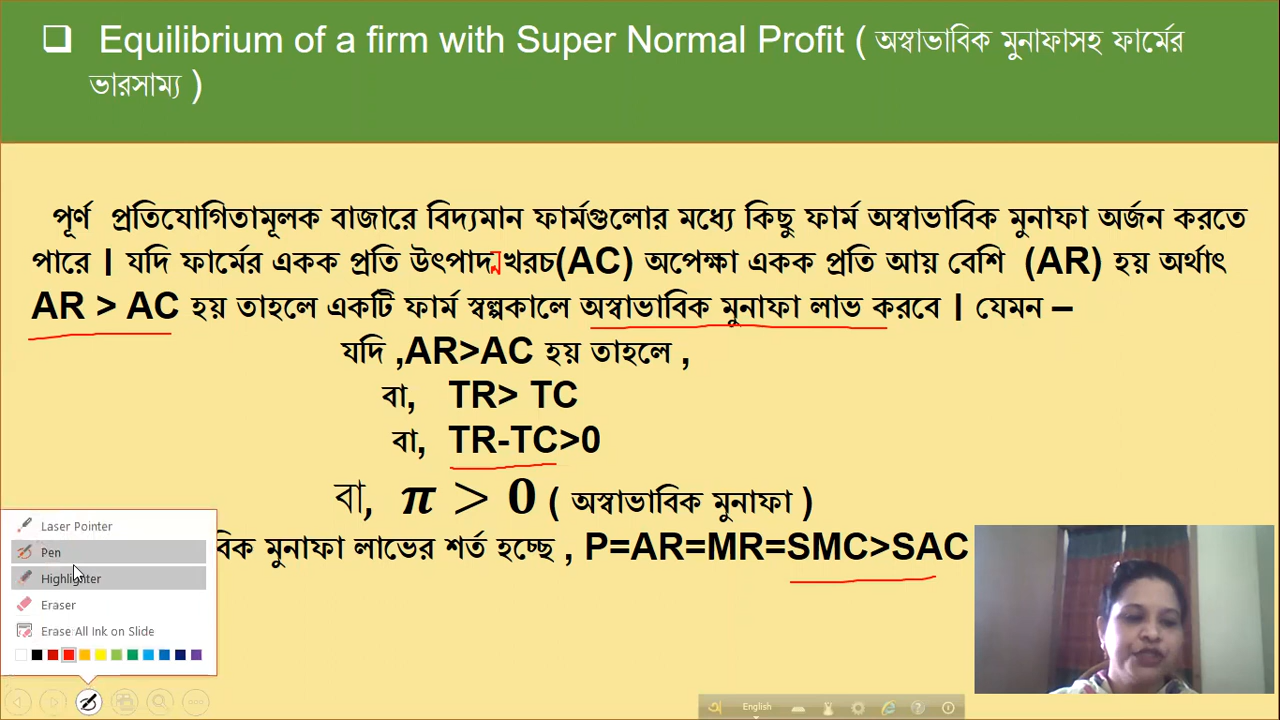 ❑ Equilibrium of a firm with Super Normal Profit ( অস্বাভাবিক মুনাফাসহ ফার্মের
ভারসাম্য )
পূর্ণ প্রতিযোগিতামূলক বাজারে বিদ্যমান ফার্মগুলোর মধ্যে কিছু ফার্ম অস্বাভাবিক মুনাফা অর্জন করতে
পারে | যদি ফার্মের একক প্রতি উৎপাদন খরচ(AC) অপেক্ষা একক প্রতি আয় বেশি (AR) হয় অর্থাৎ
AR > AC হয় তাহলে একটি ফার্ম স্বল্পকালে অস্বাভাবিক মুনাফা লাভ করবে | যেমন –
যদি ,AR>AC হয় তাহলে ,
বা, TR> TC
বা, TR-TC>0
বা, π > 0 ( অস্বাভাবিক মুনাফা )
বিক মুনাফা লাভের শর্ত হচ্ছে , P=AR=MR=SMC>SAC
Laser Pointer
Pen
Highlighter
Eraser
Erase All Ink on Slide
English